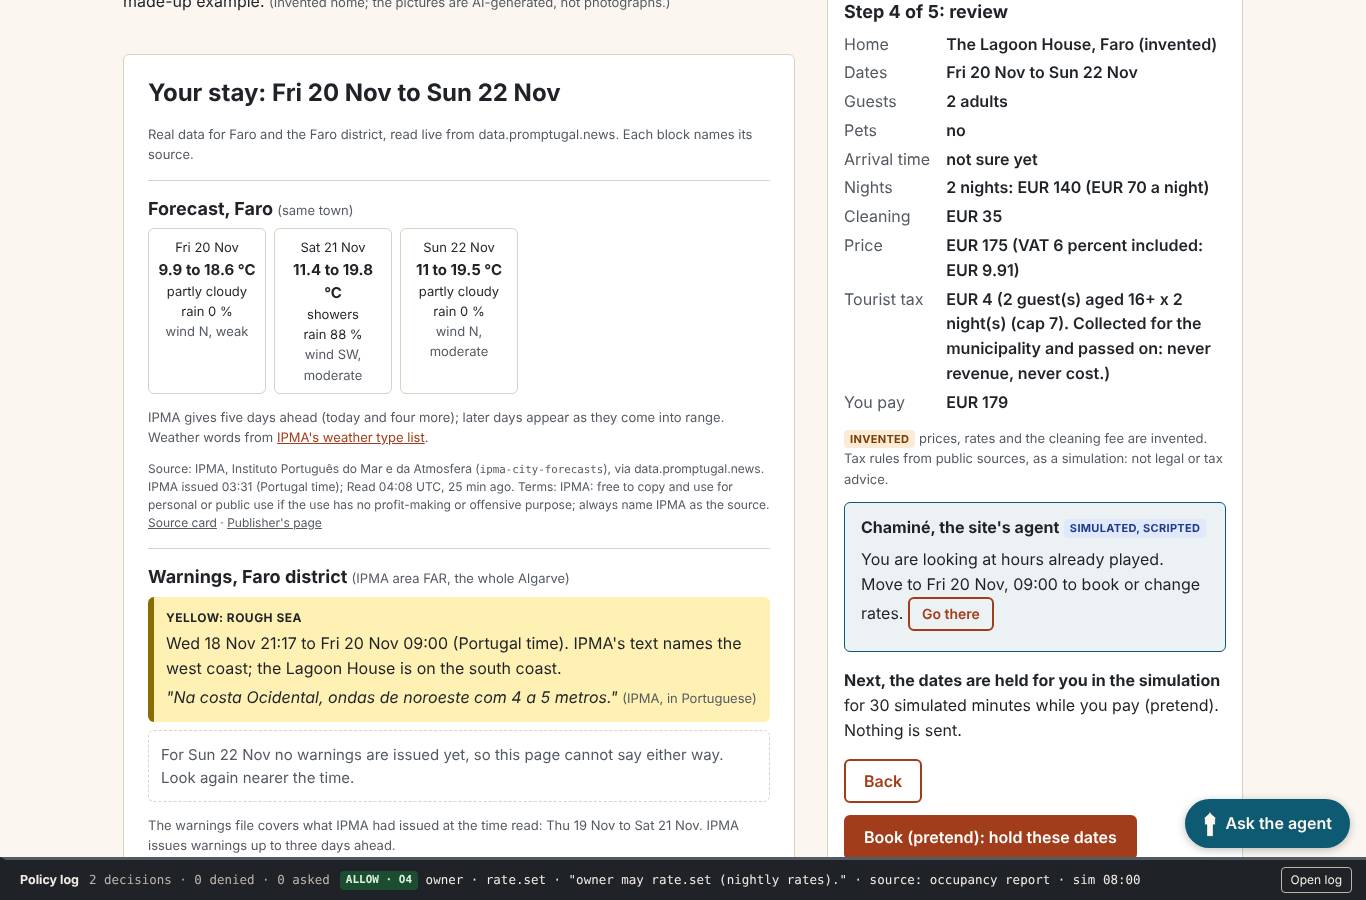 made-up example. (invented home; the pictures are AI-generated, not photographs.)
Your stay: Fri 20 Nov to Sun 22 Nov
Real data for Faro and the Faro district, read live from data.promptugal.news. Each block names its
source.
Forecast, Faro (same town)
Fri 20 Nov
9.9 to 18.6 °C
partly cloudy
rain 0 %
wind N, weak
Sat 21 Nov
11.4 to 19.8
°C
showers
rain 88 %
wind SW,
moderate
Sun 22 Nov
11 to 19.5 °C
partly cloudy
rain 0 %
wind N,
moderate
IPMA gives five days ahead (today and four more); later days appear as they come into range.
Weather words from IPMA's weather type list.
Source: IPMA, Instituto Português do Mar e da Atmosfera (ipma-city-forecasts), via data.promptugal.news.
IPMA issued 03:31 (Portugal time); Read 04:08 UTC, 25 min ago. Terms: IPMA: free to copy and use for
personal or public use if the use has no profit-making or offensive purpose; always name IPMA as the source.
Source card · Publisher's page
Warnings, Faro district (IPMA area FAR, the whole Algarve)
YELLOW: ROUGH SEA
Wed 18 Nov 21:17 to Fri 20 Nov 09:00 (Portugal time). IPMA's text names the
west coast; the Lagoon House is on the south coast.
"Na costa Ocidental, ondas de noroeste com 4 a 5 metros." (IPMA, in Portuguese)
For Sun 22 Nov no warnings are issued yet, so this page cannot say either way.
Look again nearer the time.
The warnings file covers what IPMA had issued at the time read: Thu 19 Nov to Sat 21 Nov. IPMA
issues warnings up to three days ahead.
Step 4 of 5: review
Home The Lagoon House, Faro (invented)
Dates Fri 20 Nov to Sun 22 Nov
Guests 2 adults
Pets no
Arrival time not sure yet
Nights 2 nights: EUR 140 (EUR 70 a night)
Cleaning EUR 35
Price EUR 175 (VAT 6 percent included:
EUR 9.91)
Tourist tax EUR 4 (2 guest(s) aged 16+ x 2
night(s) (cap 7). Collected for the
municipality and passed on: never
revenue, never cost.)
You pay EUR 179
INVENTED prices, rates and the cleaning fee are invented.
Tax rules from public sources, as a simulation: not legal or tax
advice.
Chaminé, the site's agent SIMULATED, SCRIPTED
You are looking at hours already played.
Move to Fri 20 Nov, 09:00 to book or change
rates. Go there
Next, the dates are held for you in the simulation
for 30 simulated minutes while you pay (pretend).
Nothing is sent.
Back
Book (pretend): hold these dates
Ask the agent
Policy log 2 decisions · 0 denied · 0 asked ALLOW · O4 owner · rate.set · "owner may rate.set (nightly rates)." · source: occupancy report · sim 08:00 Open log